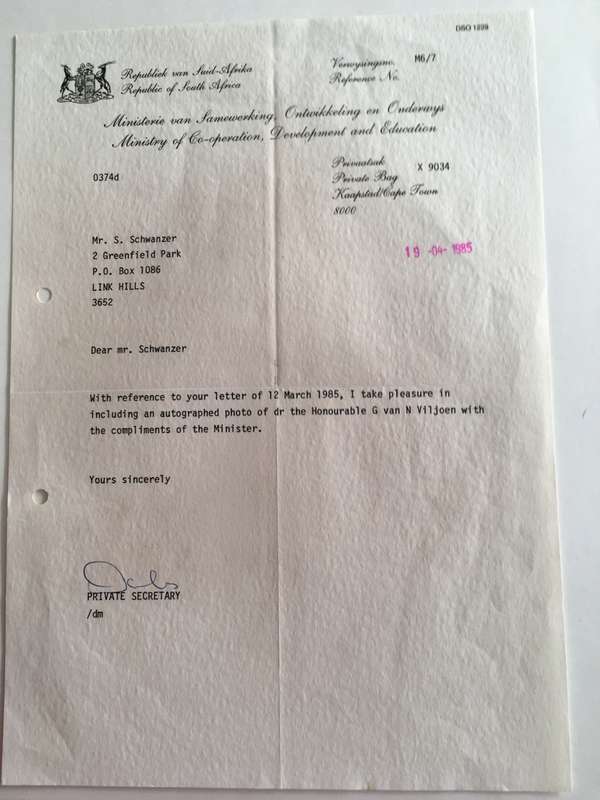 DSO 1229
Republiek van Suid-Afrika
Republic of South Africa
Verwysingsno. M6/7
Reference No.
Ministerie van Samewerking, Ontwikkeling en Onderwys
Ministry of Co-operation, Development and Education
0374d
Privaatsak X 9034
Private Bag
Kaapstad/Cape Town
8000
19 -04- 1985
Mr. S. Schwanzer
2 Greenfield Park
P.O. Box 1086
LINK HILLS
3652
Dear mr. Schwanzer
With reference to your letter of 12 March 1985, I take pleasure in
including an autographed photo of dr the Honourable G van N Viljoen with
the compliments of the Minister.
Yours sincerely
PRIVATE SECRETARY
/dm